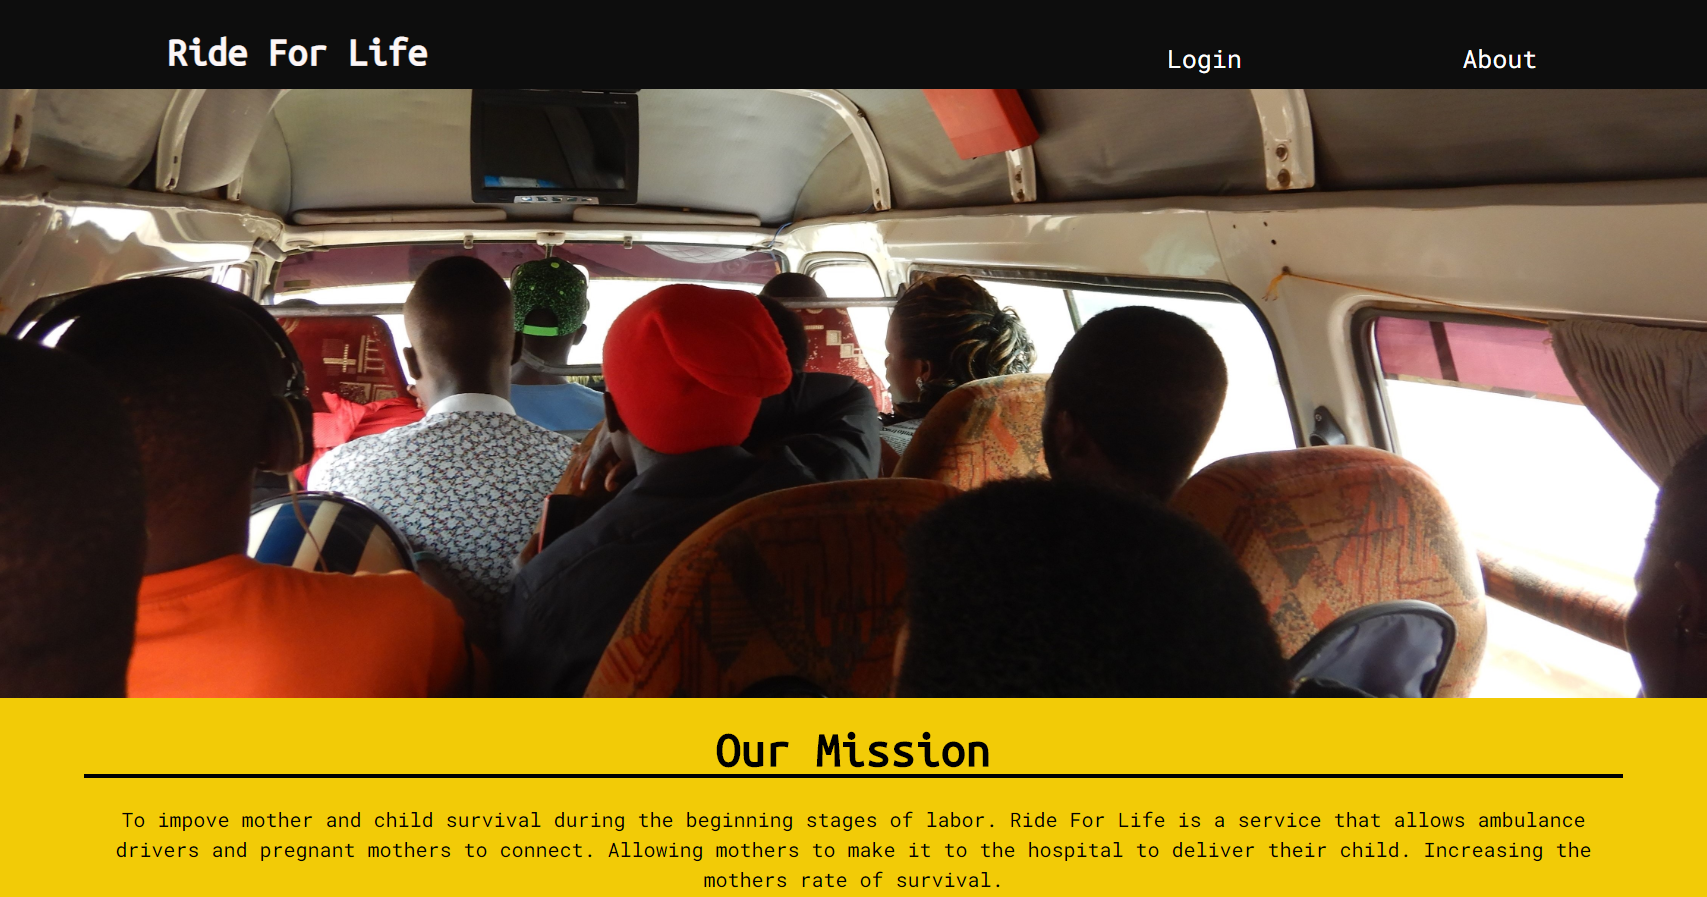 Ride For Life
Login
About
Our Mission
To impove mother and child survival during the beginning stages of labor. Ride For Life is a service that allows ambulance
drivers and pregnant mothers to connect. Allowing mothers to make it to the hospital to deliver their child. Increasing the
mothers rate of survival.